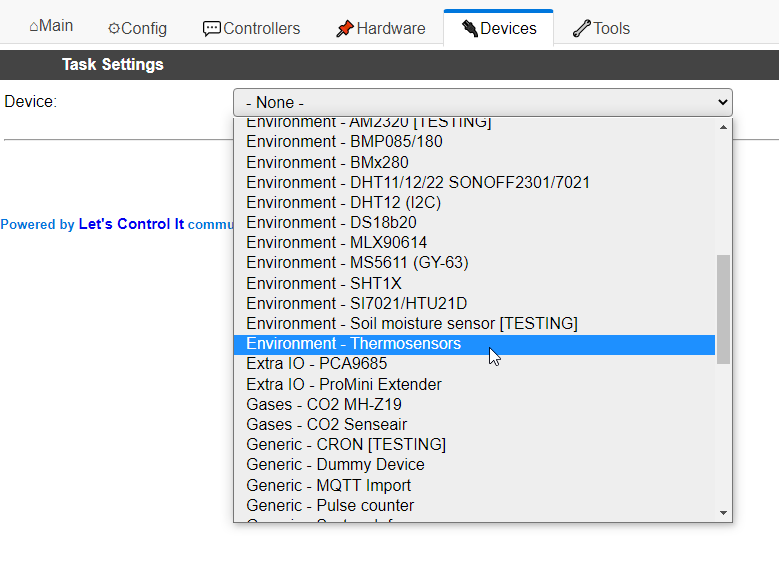 Main
Config
Controllers
Hardware
Devices
Tools
Task Settings
Device:
- None -
Environment - AM2320 [TESTING]
Environment - BMP085/180
Environment - BMx280
Environment - DHT11/12/22 SONOFF2301/7021
Environment - DHT12 (I2C)
Environment - DS18b20
Environment - MLX90614
Environment - MS5611 (GY-63)
Environment - SHT1X
Environment - SI7021/HTU21D
Environment - Soil moisture sensor [TESTING]
Environment - Thermosensors
Extra IO - PCA9685
Extra IO - ProMini Extender
Gases - CO2 MH-Z19
Gases - CO2 Senseair
Generic - CRON [TESTING]
Generic - Dummy Device
Generic - MQTT Import
Generic - Pulse counter
Powered by Let's Control It commu